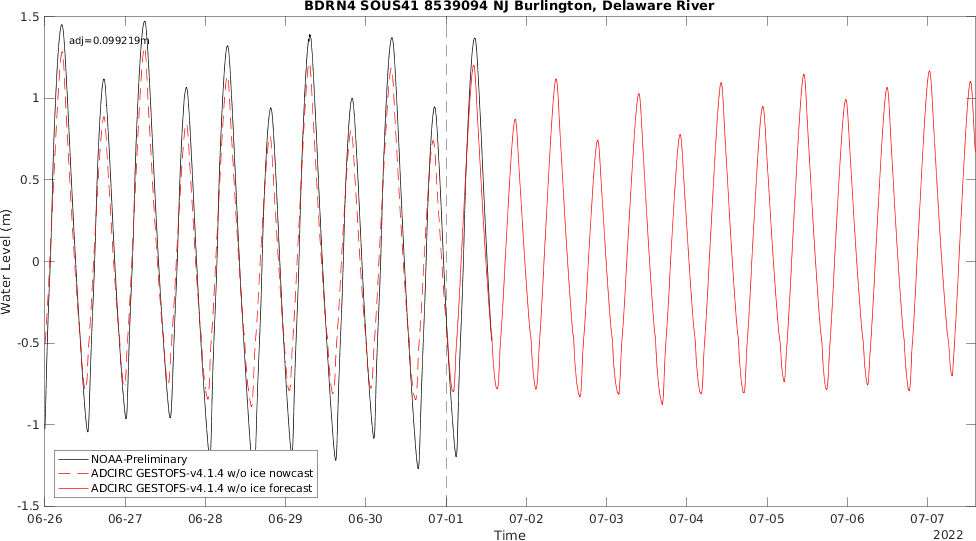 BDRN4 SOUS41 8539094 NJ Burlington, Delaware River
adj=0.099219m
Water Level (m)
1.5
1
0.5
0
-0.5
-1
-1.5
NOAA-Preliminary
ADCIRC GESTOFS-v4.1.4 w/o ice nowcast
ADCIRC GESTOFS-v4.1.4 w/o ice forecast
06-26 06-27 06-28 06-29 06-30 07-01 07-02 07-03 07-04 07-05 07-06 07-07
Time
2022